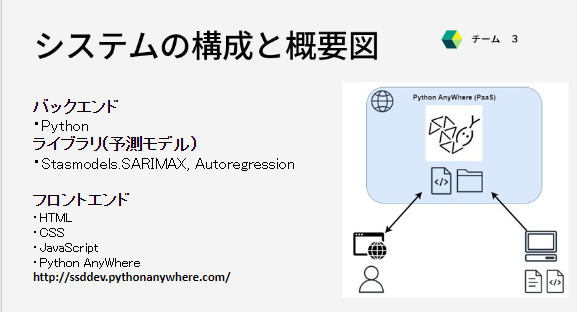 システムの構成と概要図
チーム 3
バックエンド
・Python
ライブラリ(予測モデル)
・Stasmodels.SARIMAX, Autoregression
フロントエンド
・HTML
・CSS
・JavaScript
・Python AnyWhere
http://ssddev.pythonanywhere.com/
Python AnyWhere (PaaS)